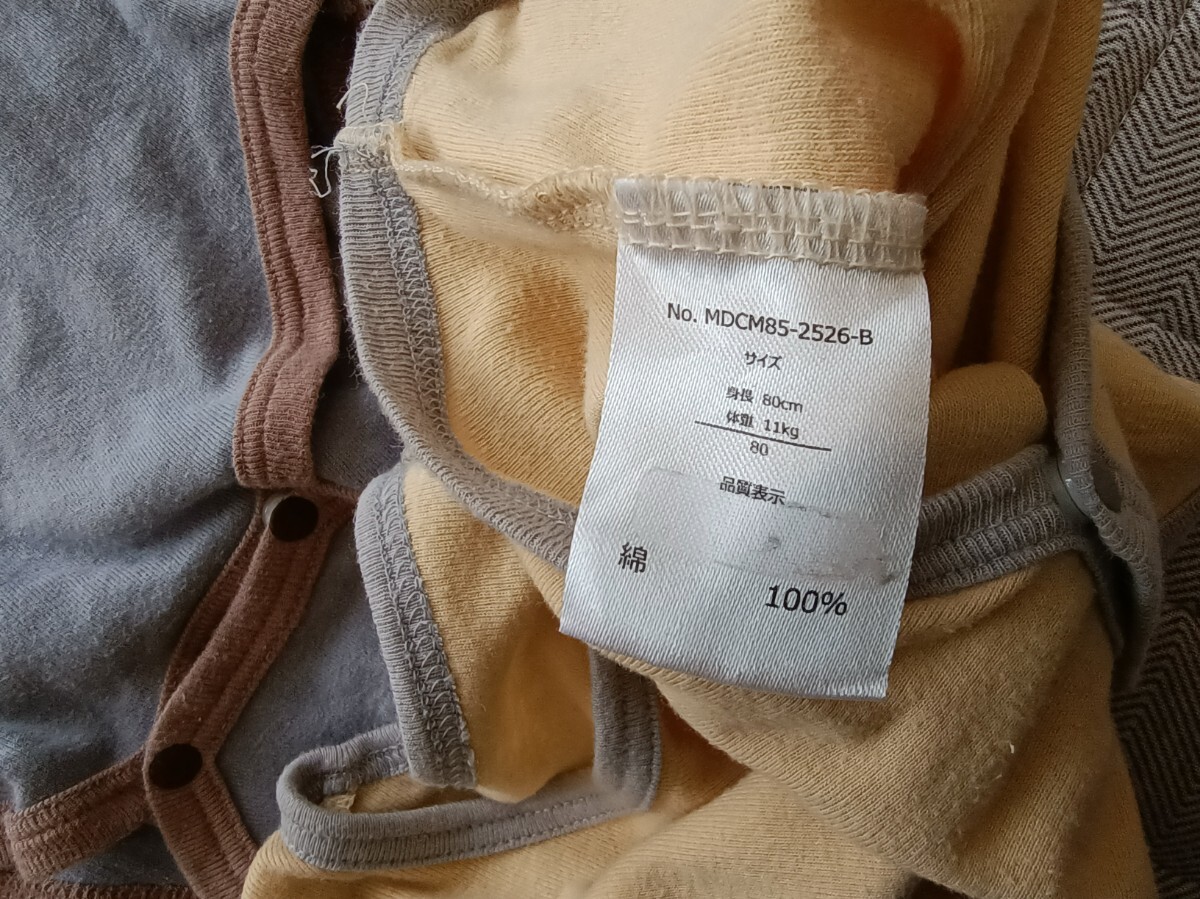 No. MDCM85-2526-B
サイズ
身長 80cm
体重 11kg
80
品質表示
綿
100%